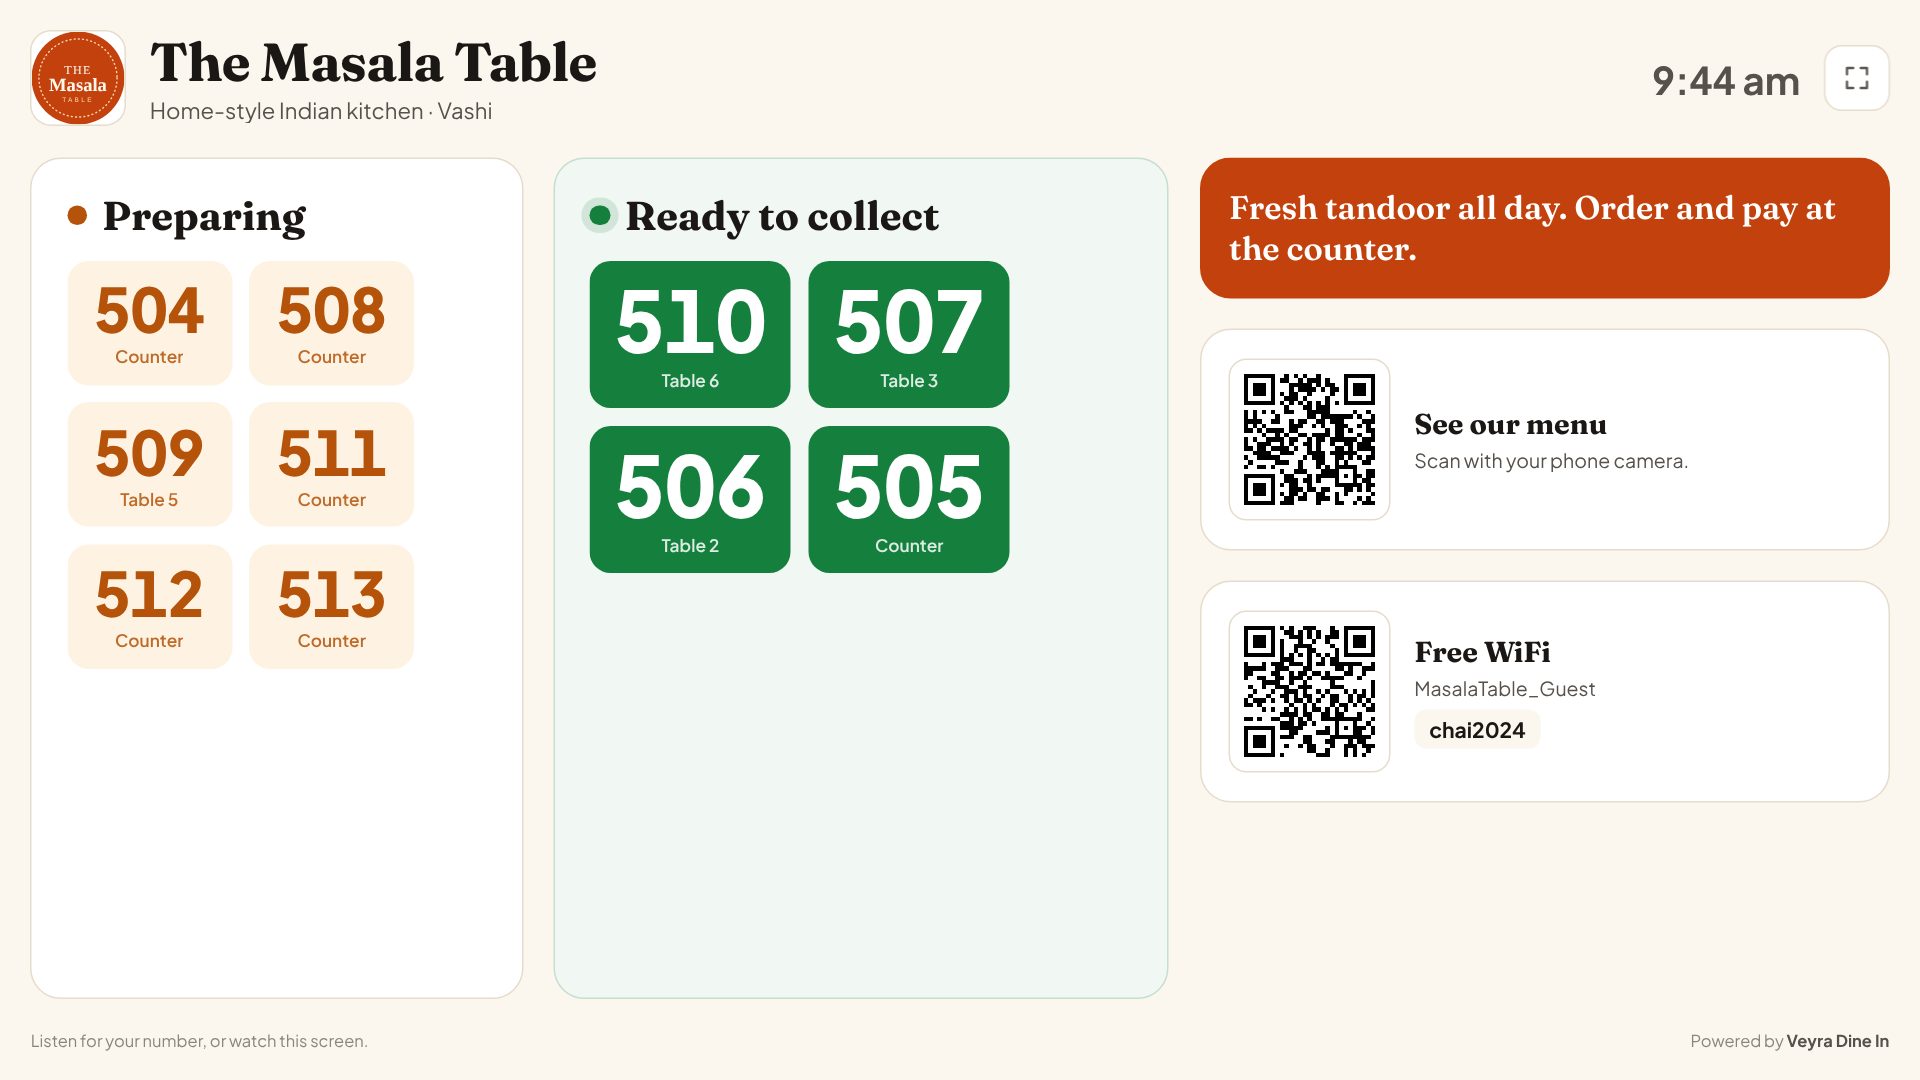 THE
Masala
TABLE
The Masala Table
Home-style Indian kitchen · Vashi
9:44 am
Preparing
504
Counter
508
Counter
509
Table 5
511
Counter
512
Counter
513
Counter
Ready to collect
510
Table 6
507
Table 3
506
Table 2
505
Counter
Fresh tandoor all day. Order and pay at
the counter.
See our menu
Scan with your phone camera.
Free WiFi
MasalaTable_Guest
chai2024
Listen for your number, or watch this screen.
Powered by Veyra Dine In